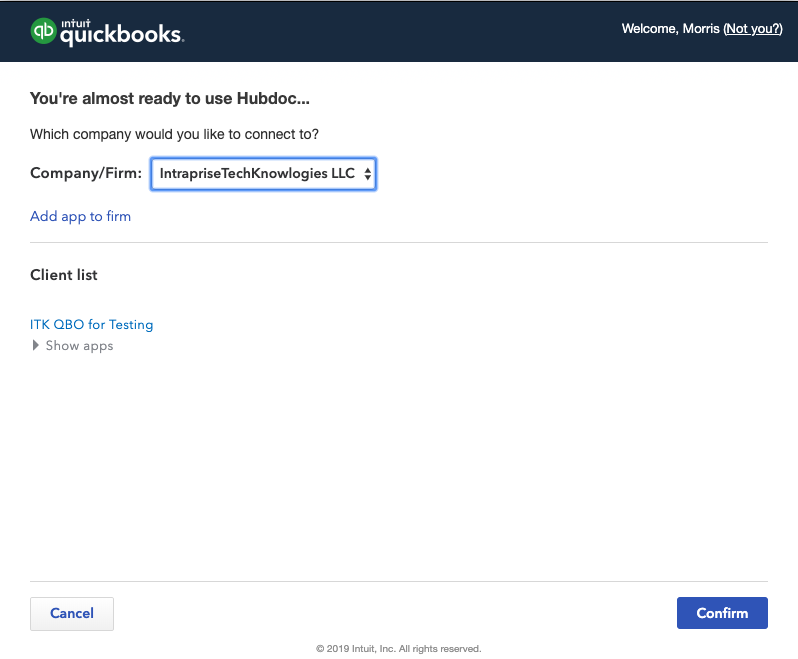 intuit
qb quickbooks.
Welcome, Morris (Not you?)
You're almost ready to use Hubdoc...
Which company would you like to connect to?
Company/Firm: IntrapriseTechKnowlogies LLC
Add app to firm
Client list
ITK QBO for Testing
Show apps
Cancel
Confirm
© 2019 Intuit, Inc. All rights reserved.